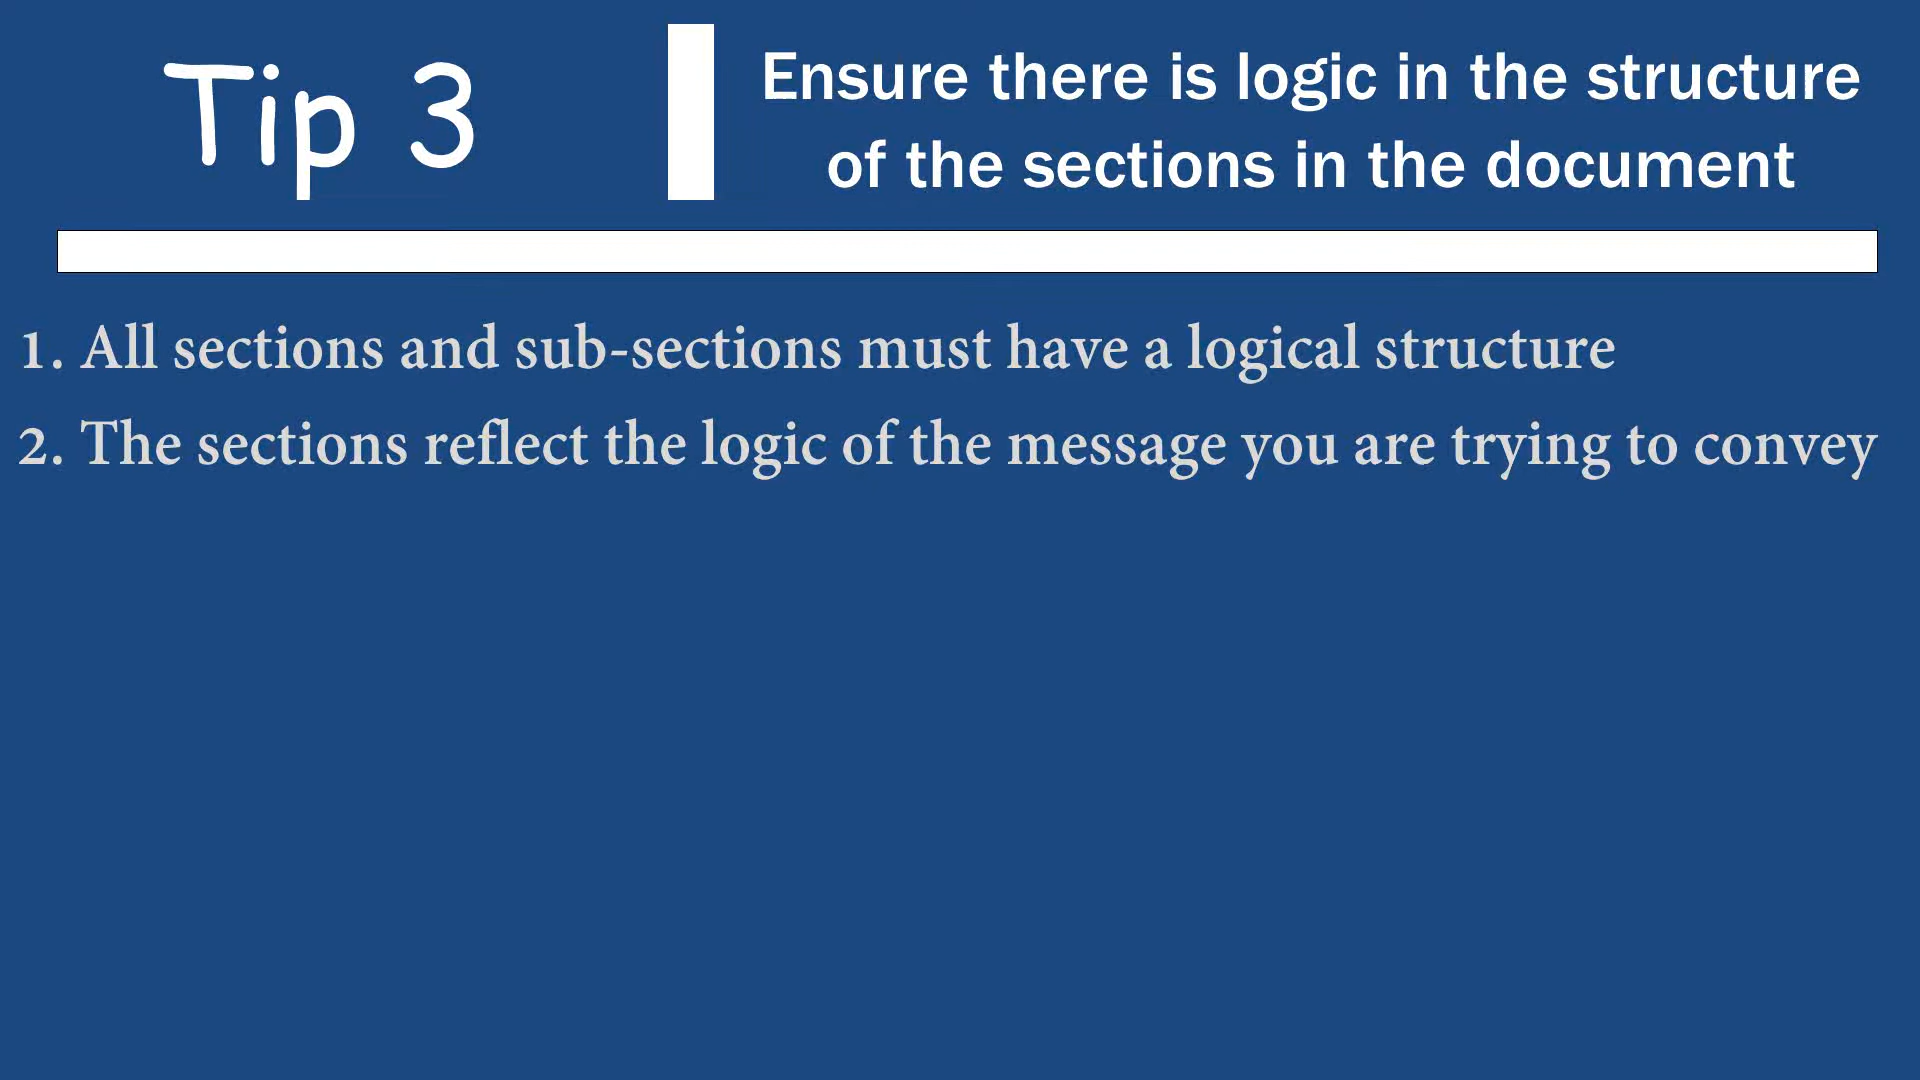 Tip 3
Ensure there is logic in the structure
of the sections in the document
1. All sections and sub-sections must have a logical structure
2. The sections reflect the logic of the message you are trying to convey